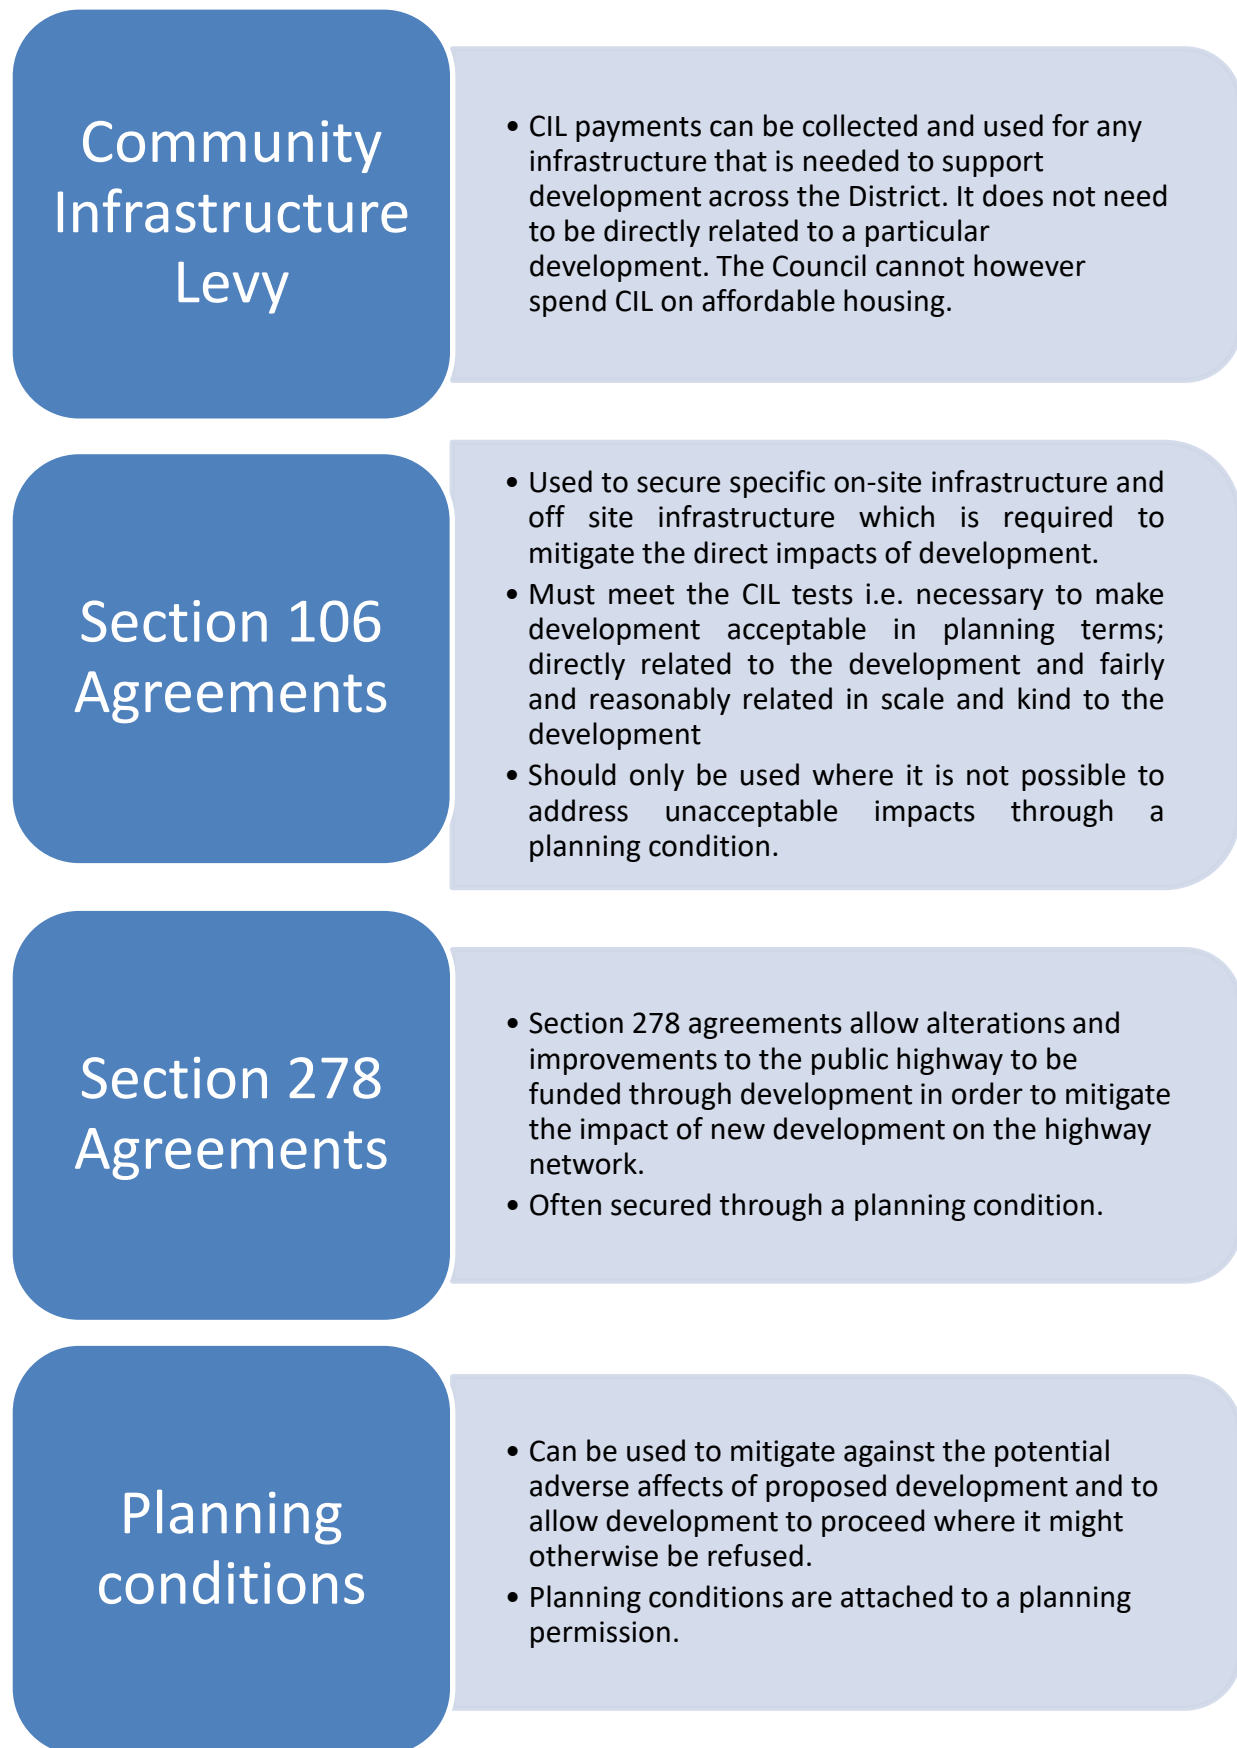 Community
Infrastructure
Levy
• CIL payments can be collected and used for any
infrastructure that is needed to support
development across the District. It does not need
to be directly related to a particular
development. The Council cannot however
spend CIL on affordable housing.
Section 106
Agreements
• Used to secure specific on-site infrastructure and
off site infrastructure which is required to
mitigate the direct impacts of development.
• Must meet the CIL tests i.e. necessary to make
development acceptable in planning terms;
directly related to the development and fairly
and reasonably related in scale and kind to the
development
• Should only be used where it is not possible to
address unacceptable impacts through a
planning condition.
Section 278
Agreements
• Section 278 agreements allow alterations and
improvements to the public highway to be
funded through development in order to mitigate
the impact of new development on the highway
network.
• Often secured through a planning condition.
Planning
conditions
• Can be used to mitigate against the potential
adverse affects of proposed development and to
allow development to proceed where it might
otherwise be refused.
• Planning conditions are attached to a planning
permission.